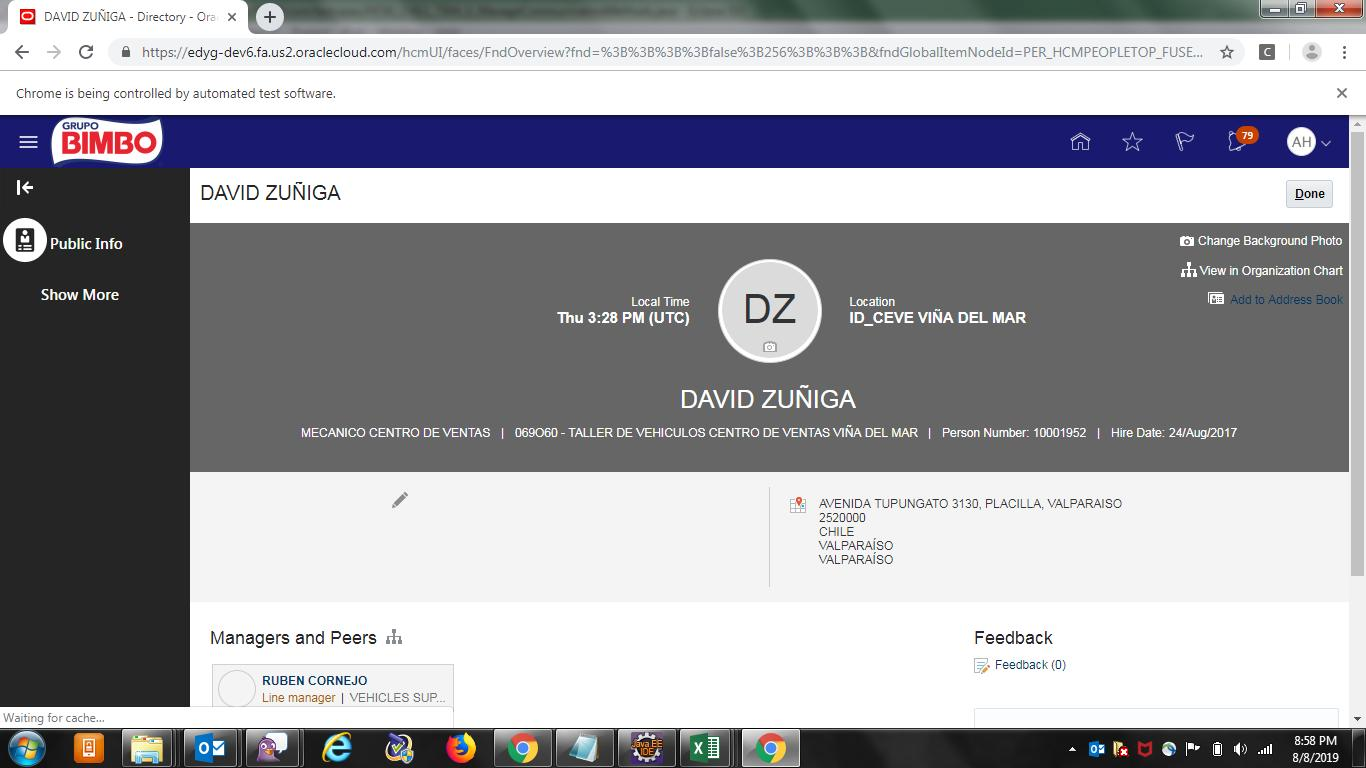 DAVID ZUÑIGA - Directory - Ora
https://edyg-dev6.fa.us2.oraclecloud.com/hcmUI/faces/FndOverview?fnd=%3B%3B%3B%3Bfalse%3B256%3B%3B%3B&fndGlobalItemNodeId=PER_HCMPEOPLETOP_FUSE...
C
Chrome is being controlled by automated test software.
GRUPO
BIMBO
79
AH
DAVID ZUÑIGA
Done
Public Info
Show More
Change Background Photo
View in Organization Chart
Add to Address Book
Local Time
Thu 3:28 PM (UTC)
DZ
Location
ID_CEVE VIÑA DEL MAR
DAVID ZUÑIGA
MECANICO CENTRO DE VENTAS | 069O60 - TALLER DE VEHICULOS CENTRO DE VENTAS VIÑA DEL MAR | Person Number: 10001952 | Hire Date: 24/Aug/2017
AVENIDA TUPUNGATO 3130, PLACILLA, VALPARAISO
2520000
CHILE
VALPARAÍSO
VALPARAÍSO
Managers and Peers
RUBEN CORNEJO
Line manager | VEHICLES SUP...
Feedback
Feedback (0)
Waiting for cache...
Java EE
IDE
8:58 PM
8/8/2019